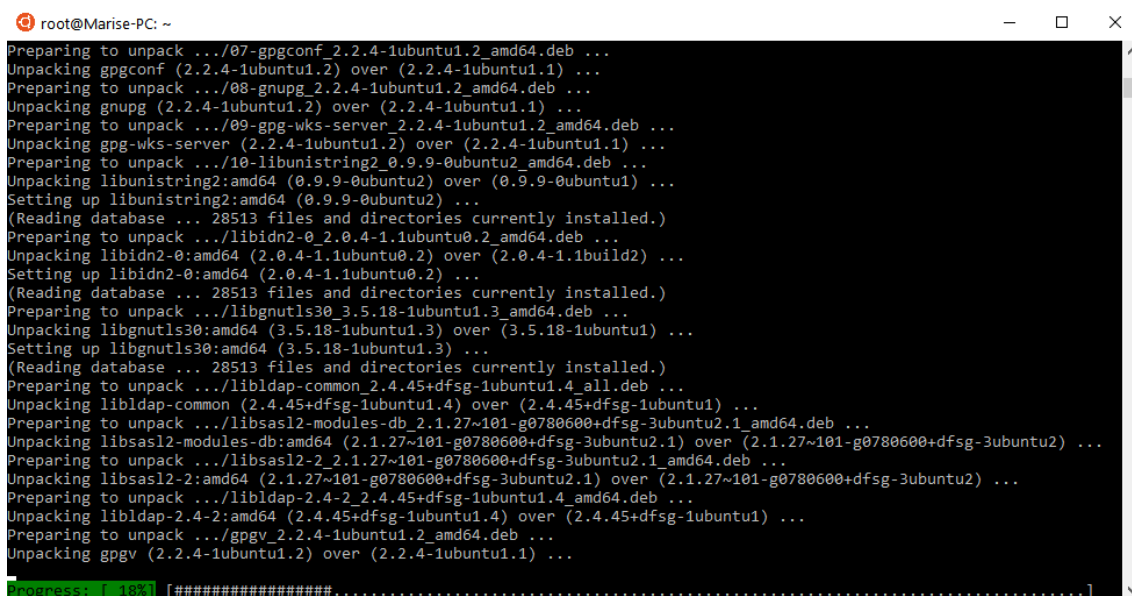 root@Marise-PC: ~
Preparing to unpack .../07-gpgconf_2.2.4-1ubuntu1.2_amd64.deb ...
Unpacking gpgconf (2.2.4-1ubuntu1.2) over (2.2.4-1ubuntu1.1) ...
Preparing to unpack .../08-gnupg_2.2.4-1ubuntu1.2_amd64.deb ...
Unpacking gnupg (2.2.4-1ubuntu1.2) over (2.2.4-1ubuntu1.1) ...
Preparing to unpack .../09-gpg-wks-server_2.2.4-1ubuntu1.2_amd64.deb ...
Unpacking gpg-wks-server (2.2.4-1ubuntu1.2) over (2.2.4-1ubuntu1.1) ...
Preparing to unpack .../10-libunistring2_0.9.9-0ubuntu2_amd64.deb ...
Unpacking libunistring2:amd64 (0.9.9-0ubuntu2) over (0.9.9-0ubuntu1) ...
Setting up libunistring2:amd64 (0.9.9-0ubuntu2) ...
(Reading database ... 28513 files and directories currently installed.)
Preparing to unpack .../libidn2-0_2.0.4-1.1ubuntu0.2_amd64.deb ...
Unpacking libidn2-0:amd64 (2.0.4-1.1ubuntu0.2) over (2.0.4-1.1build2) ...
Setting up libidn2-0:amd64 (2.0.4-1.1ubuntu0.2) ...
(Reading database ... 28513 files and directories currently installed.)
Preparing to unpack .../libgnutls30_3.5.18-1ubuntu1.3_amd64.deb ...
Unpacking libgnutls30:amd64 (3.5.18-1ubuntu1.3) over (3.5.18-1ubuntu1) ...
Setting up libgnutls30:amd64 (3.5.18-1ubuntu1.3) ...
(Reading database ... 28513 files and directories currently installed.)
Preparing to unpack .../libldap-common_2.4.45+dfsg-1ubuntu1.4_all.deb ...
Unpacking libldap-common (2.4.45+dfsg-1ubuntu1.4) over (2.4.45+dfsg-1ubuntu1) ...
Preparing to unpack .../libsasl2-modules-db_2.1.27~101-g0780600+dfsg-3ubuntu2.1_amd64.deb ...
Unpacking libsasl2-modules-db:amd64 (2.1.27~101-g0780600+dfsg-3ubuntu2.1) over (2.1.27~101-g0780600+dfsg-3ubuntu2) ...
Preparing to unpack .../libsasl2-2_2.1.27~101-g0780600+dfsg-3ubuntu2.1_amd64.deb ...
Unpacking libsasl2-2:amd64 (2.1.27~101-g0780600+dfsg-3ubuntu2.1) over (2.1.27~101-g0780600+dfsg-3ubuntu2) ...
Preparing to unpack .../libldap-2.4-2_2.4.45+dfsg-1ubuntu1.4_amd64.deb ...
Unpacking libldap-2.4-2:amd64 (2.4.45+dfsg-1ubuntu1.4) over (2.4.45+dfsg-1ubuntu1) ...
Preparing to unpack .../gpgv_2.2.4-1ubuntu1.2_amd64.deb ...
Unpacking gpgv (2.2.4-1ubuntu1.2) over (2.2.4-1ubuntu1.1) ...
Progress: [ 18%] [#################..................................................................................]